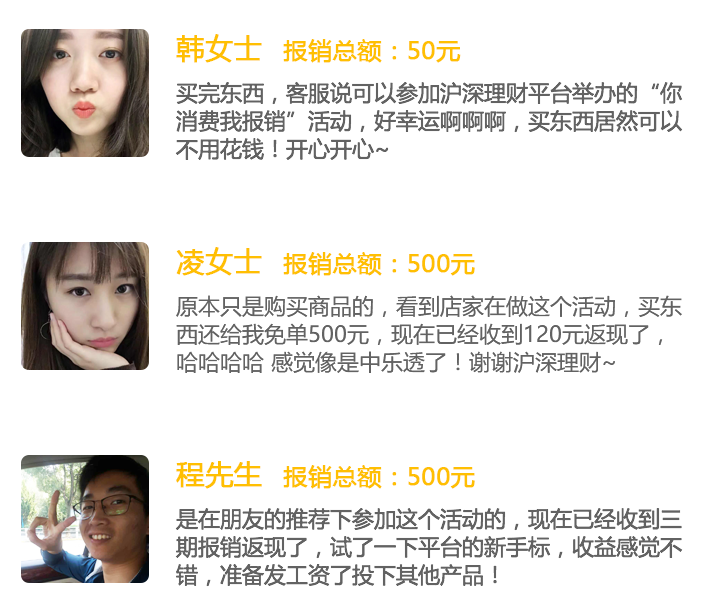 韩女士 报销总额：50元
买完东西，客服说可以参加沪深理财平台举办的“你
消费我报销”活动，好幸运啊啊啊，买东西居然可以
不用花钱！开心开心~
凌女士 报销总额：500元
原本只是购买商品的，看到店家在做这个活动，买东
西还给我免单500元，现在已经收到120元返现了，
哈哈哈哈 感觉像是中乐透了！谢谢沪深理财~
程先生 报销总额：500元
是在朋友的推荐下参加这个活动的，现在已经收到三
期报销返现了，试了一下平台的新手标，收益感觉不
错，准备发工资了投下其他产品！